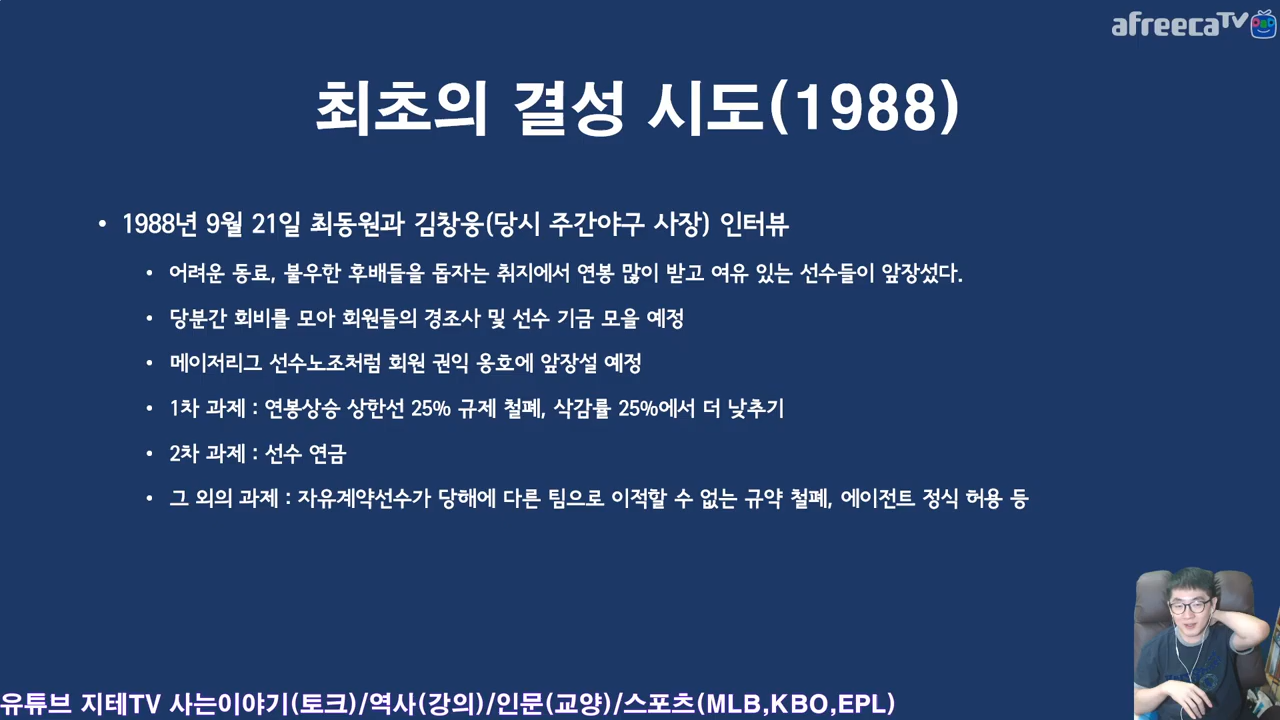 afreecaTV
최초의 결성 시도(1988)
• 1988년 9월 21일 최동원과 김창웅(당시 주간야구 사장) 인터뷰
• 어려운 동료, 불우한 후배들을 돕자는 취지에서 연봉 많이 받고 여유 있는 선수들이 앞장섰다.
• 당분간 회비를 모아 회원들의 경조사 및 선수 기금 모을 예정
• 메이저리그 선수노조처럼 회원 권익 옹호에 앞장설 예정
• 1차 과제 : 연봉상승 상한선 25% 규제 철폐, 삭감률 25%에서 더 낮추기
• 2차 과제 : 선수 연금
• 그 외의 과제 : 자유계약선수가 당해에 다른 팀으로 이적할 수 없는 규약 철폐, 에이전트 정식 허용 등
유튜브 지테TV 사는이야기(토크)/역사(강의)/인문(교양)/스포츠(MLB,KBO,EPL)